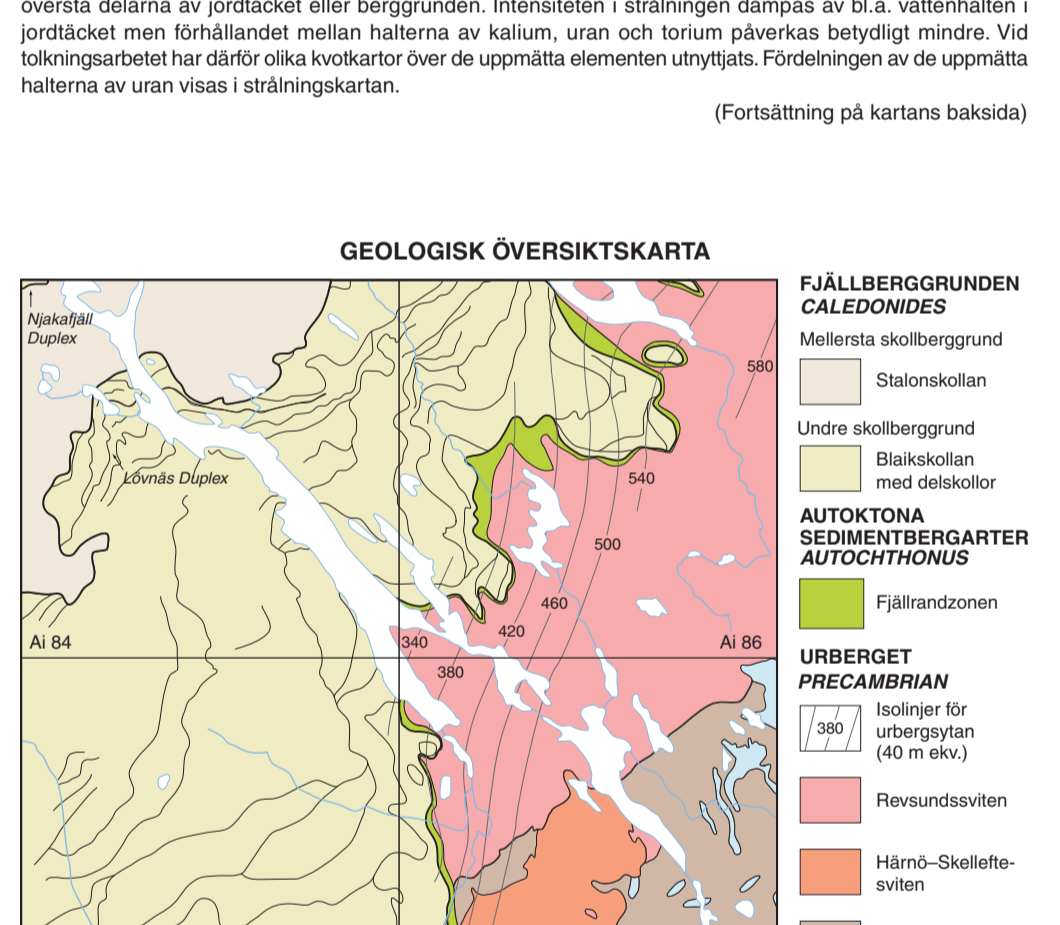 översta delarna av jordtäcket eller berggrunden. Intensiteten i strålningen dämpas av bl.a. vattenhalten i
jordtäcket men förhållandet mellan halterna av kalium, uran och torium påverkas betydligt mindre. Vid
tolkningsarbetet har därför olika kvotkartor över de uppmätta elementen utnyttjats. Fördelningen av de uppmätta
halterna av uran visas i strålningskartan.
(Fortsättning på kartans baksida)
GEOLOGISK ÖVERSIKTSKARTA
Njakafjäll
Duplex
580
Lövnäs Duplex
540
500
460
420
Ai 84
340
Ai 86
380
FJÄLLBERGGRUNDEN
CALEDONIDES
Mellersta skollberggrund
Stalonskollan
Undre skollberggrund
Blaikskollan
med delskollor
AUTOKTONA
SEDIMENTBERGARTER
AUTOCHTHONUS
Fjällrandzonen
URBERGET
PRECAMBRIAN
380
Isolinjer för
urbergsytan
(40 m ekv.)
Revsundssviten
Härnö–Skellefte-
sviten